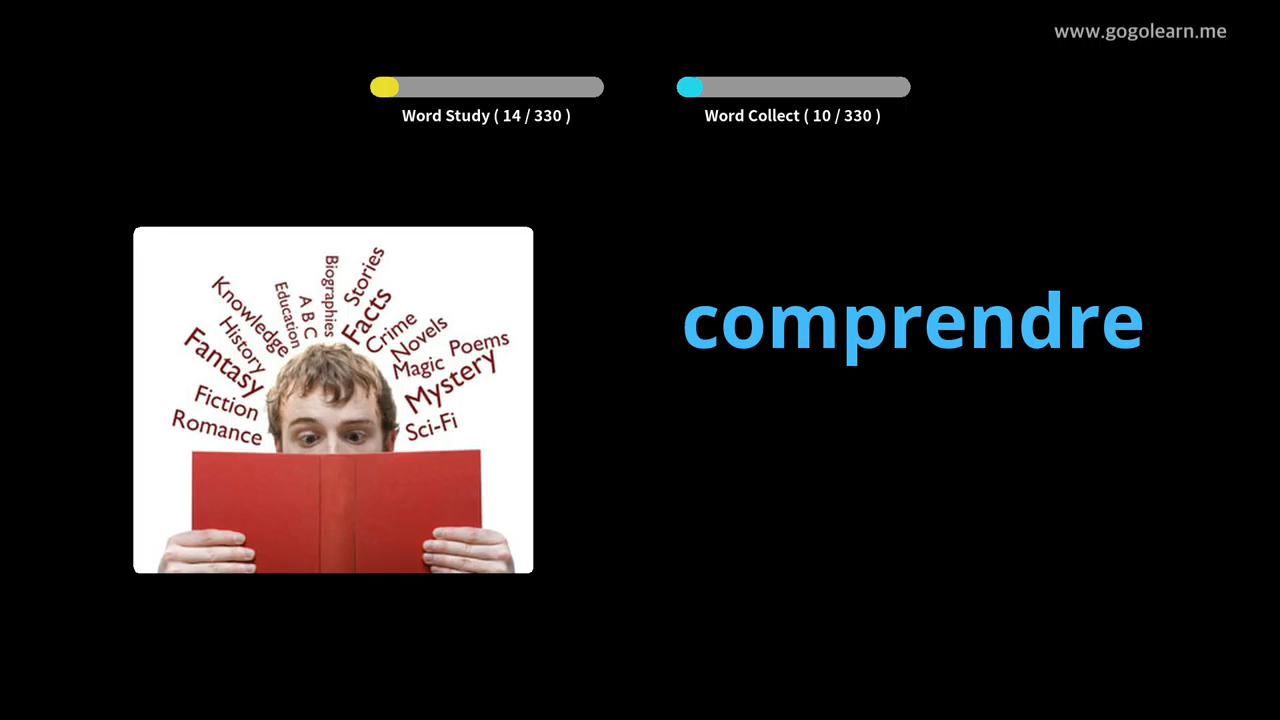 www.gogolearn.me
Word Study ( 14 / 330 )
Word Collect ( 10 / 330 )
Stories
Biographies
Facts
A B C
Education
Knowledge
Crime
Novels
History
Poems
Fantasy
Magic
Mystery
Fiction
Sci-Fi
Romance
comprendre